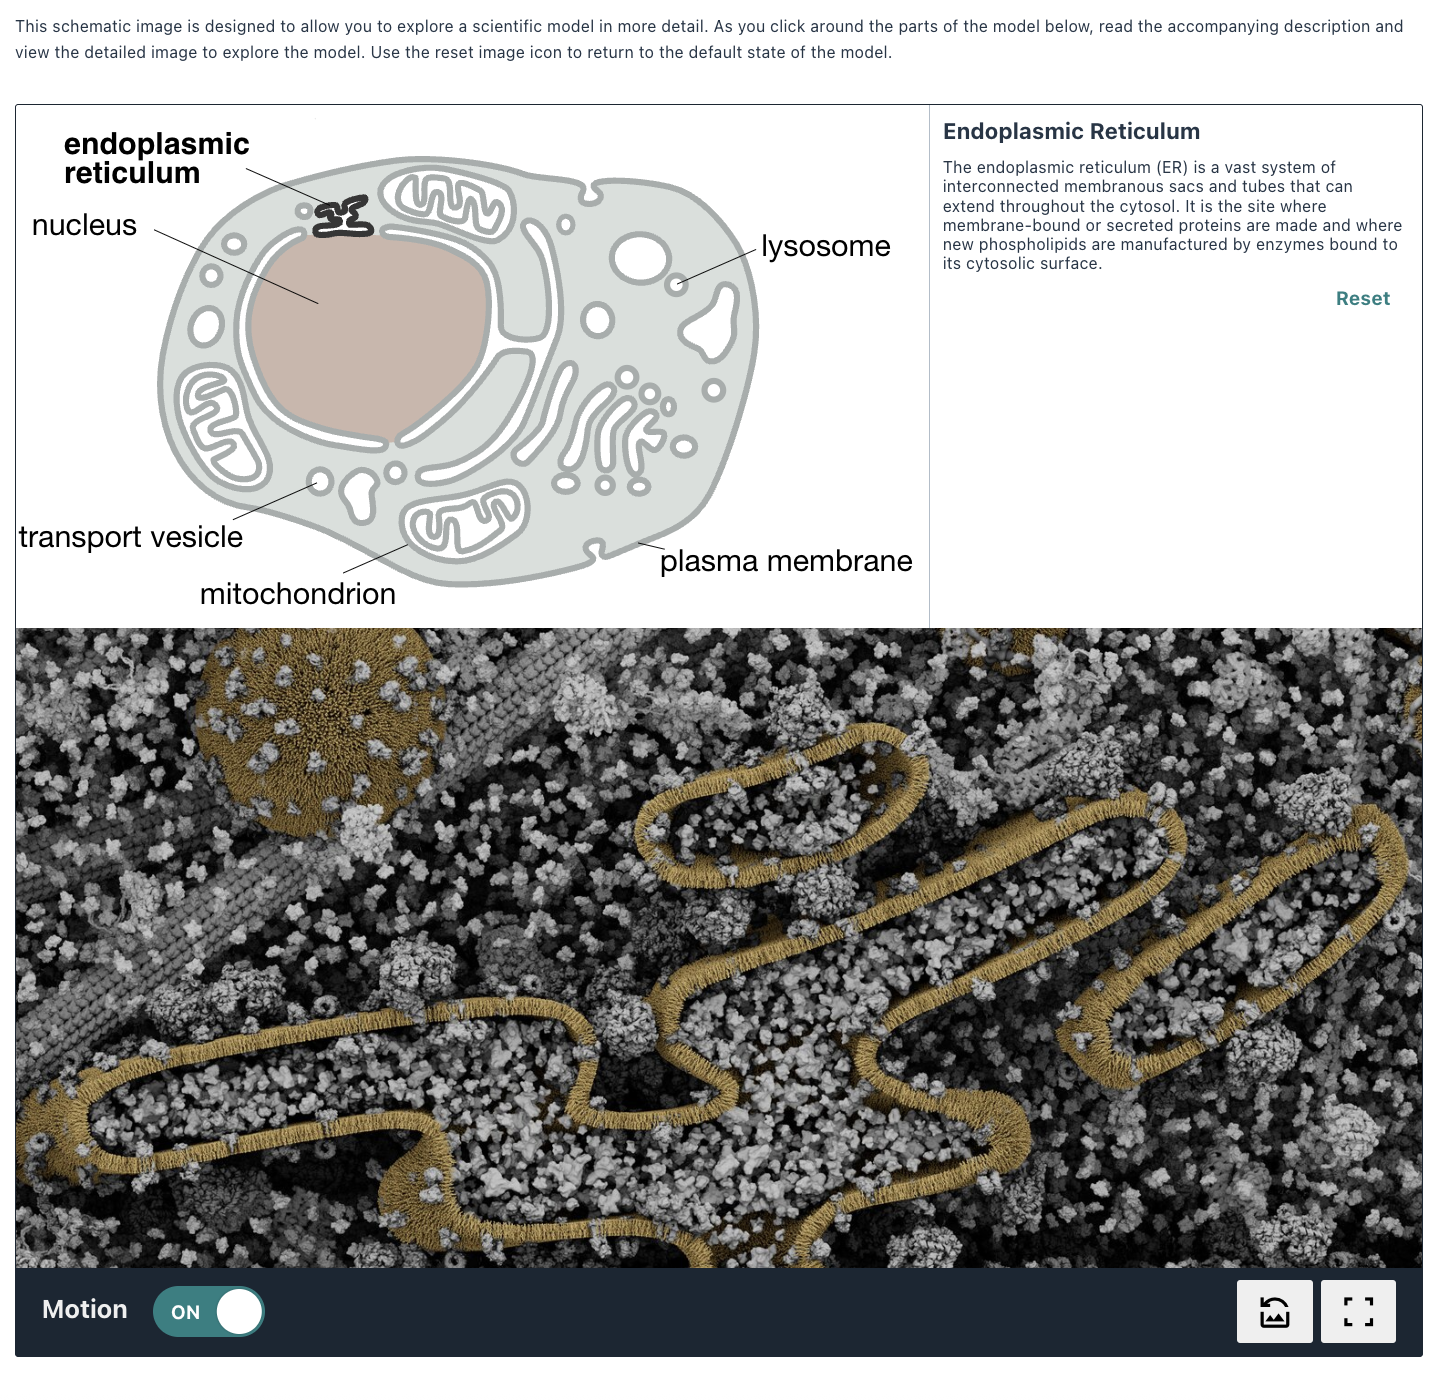 This schematic image is designed to allow you to explore a scientific model in more detail. As you click around the parts of the model below, read the accompanying description and
view the detailed image to explore the model. Use the reset image icon to return to the default state of the model.
endoplasmic
reticulum
nucleus
lysosome
transport vesicle
plasma membrane
mitochondrion
Endoplasmic Reticulum
The endoplasmic reticulum (ER) is a vast system of
interconnected membranous sacs and tubes that can
extend throughout the cytosol. It is the site where
membrane-bound or secreted proteins are made and where
new phospholipids are manufactured by enzymes bound to
its cytosolic surface.
Reset
Motion
ON